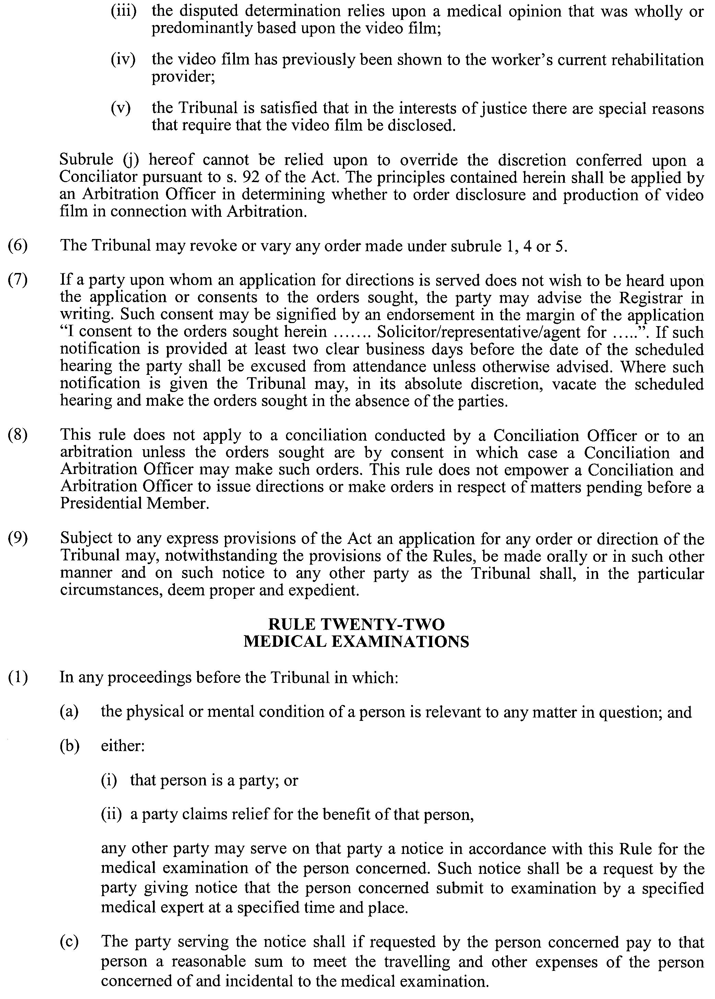 (iii) the disputed determination relies upon a medical opinion that was wholly or
predominantly based upon the video film;
(iv) the video film has previously been shown to the worker's current rehabilitation
provider;
(v) the Tribunal is satisfied that in the interests of justice there are special reasons
that require that the video film be disclosed.
Subrule (j) hereof cannot be relied upon to override the discretion conferred upon a
Conciliator pursuant to s. 92 of the Act. The principles contained herein shall be applied by
an Arbitration Officer in determining whether to order disclosure and production of video
film in connection with Arbitration.
(6) The Tribunal may revoke or vary any order made under subrule 1, 4 or 5.
(7) If a party upon whom an application for directions is served does not wish to be heard upon
the application or consents to the orders sought, the party may advise the Registrar in
writing. Such consent may be signified by an endorsement in the margin of the application
“I consent to the orders sought herein ....... Solicitor/representative/agent for .....”. If such
notification is provided at least two clear business days before the date of the scheduled
hearing the party shall be excused from attendance unless otherwise advised. Where such
notification is given the Tribunal may, in its absolute discretion, vacate the scheduled
hearing and make the orders sought in the absence of the parties.
(8) This rule does not apply to a conciliation conducted by a Conciliation Officer or to an
arbitration unless the orders sought are by consent in which case a Conciliation and
Arbitration Officer may make such orders. This rule does not empower a Conciliation and
Arbitration Officer to issue directions or make orders in respect of matters pending before a
Presidential Member.
(9) Subject to any express provisions of the Act an application for any order or direction of the
Tribunal may, notwithstanding the provisions of the Rules, be made orally or in such other
manner and on such notice to any other party as the Tribunal shall, in the particular
circumstances, deem proper and expedient.
RULE TWENTY-TWO
MEDICAL EXAMINATIONS
(1) In any proceedings before the Tribunal in which:
(a) the physical or mental condition of a person is relevant to any matter in question; and
(b) either:
(i) that person is a party; or
(ii) a party claims relief for the benefit of that person,
any other party may serve on that party a notice in accordance with this Rule for the
medical examination of the person concerned. Such notice shall be a request by the
party giving notice that the person concerned submit to examination by a specified
medical expert at a specified time and place.
(c) The party serving the notice shall if requested by the person concerned pay to that
person a reasonable sum to meet the travelling and other expenses of the person
concerned of and incidental to the medical examination.